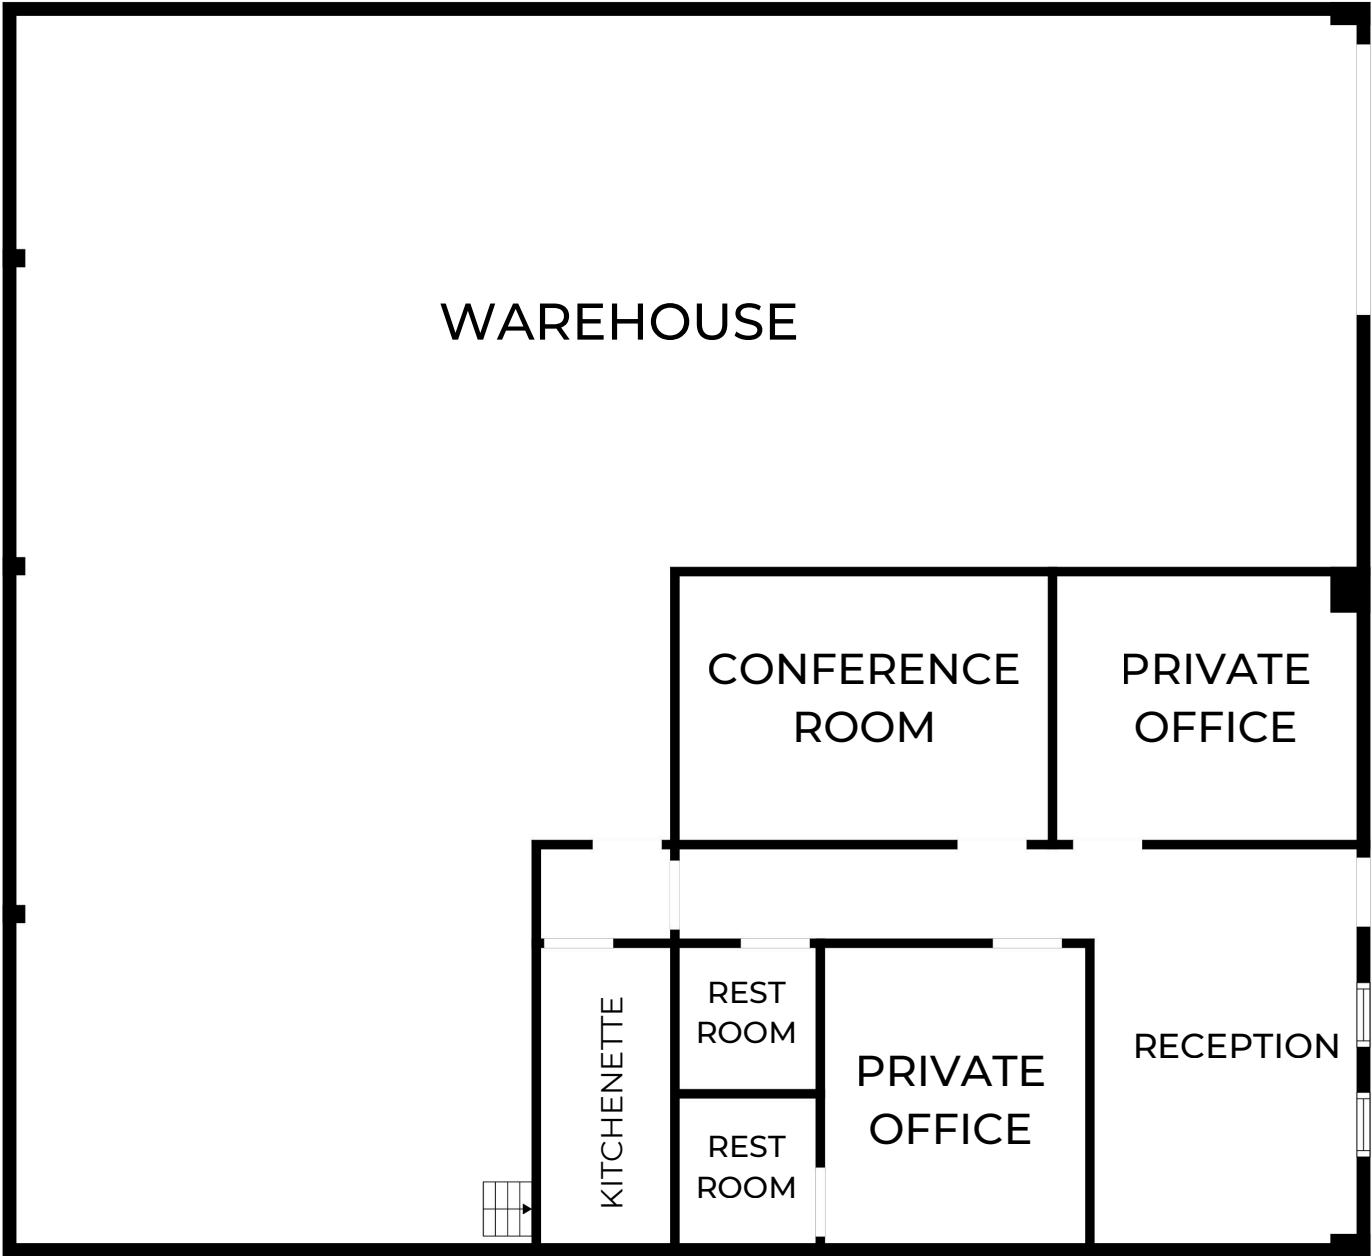 WAREHOUSE
CONFERENCE
ROOM
PRIVATE
OFFICE
KITCHENETTE
REST
ROOM
REST
ROOM
PRIVATE
OFFICE
RECEPTION